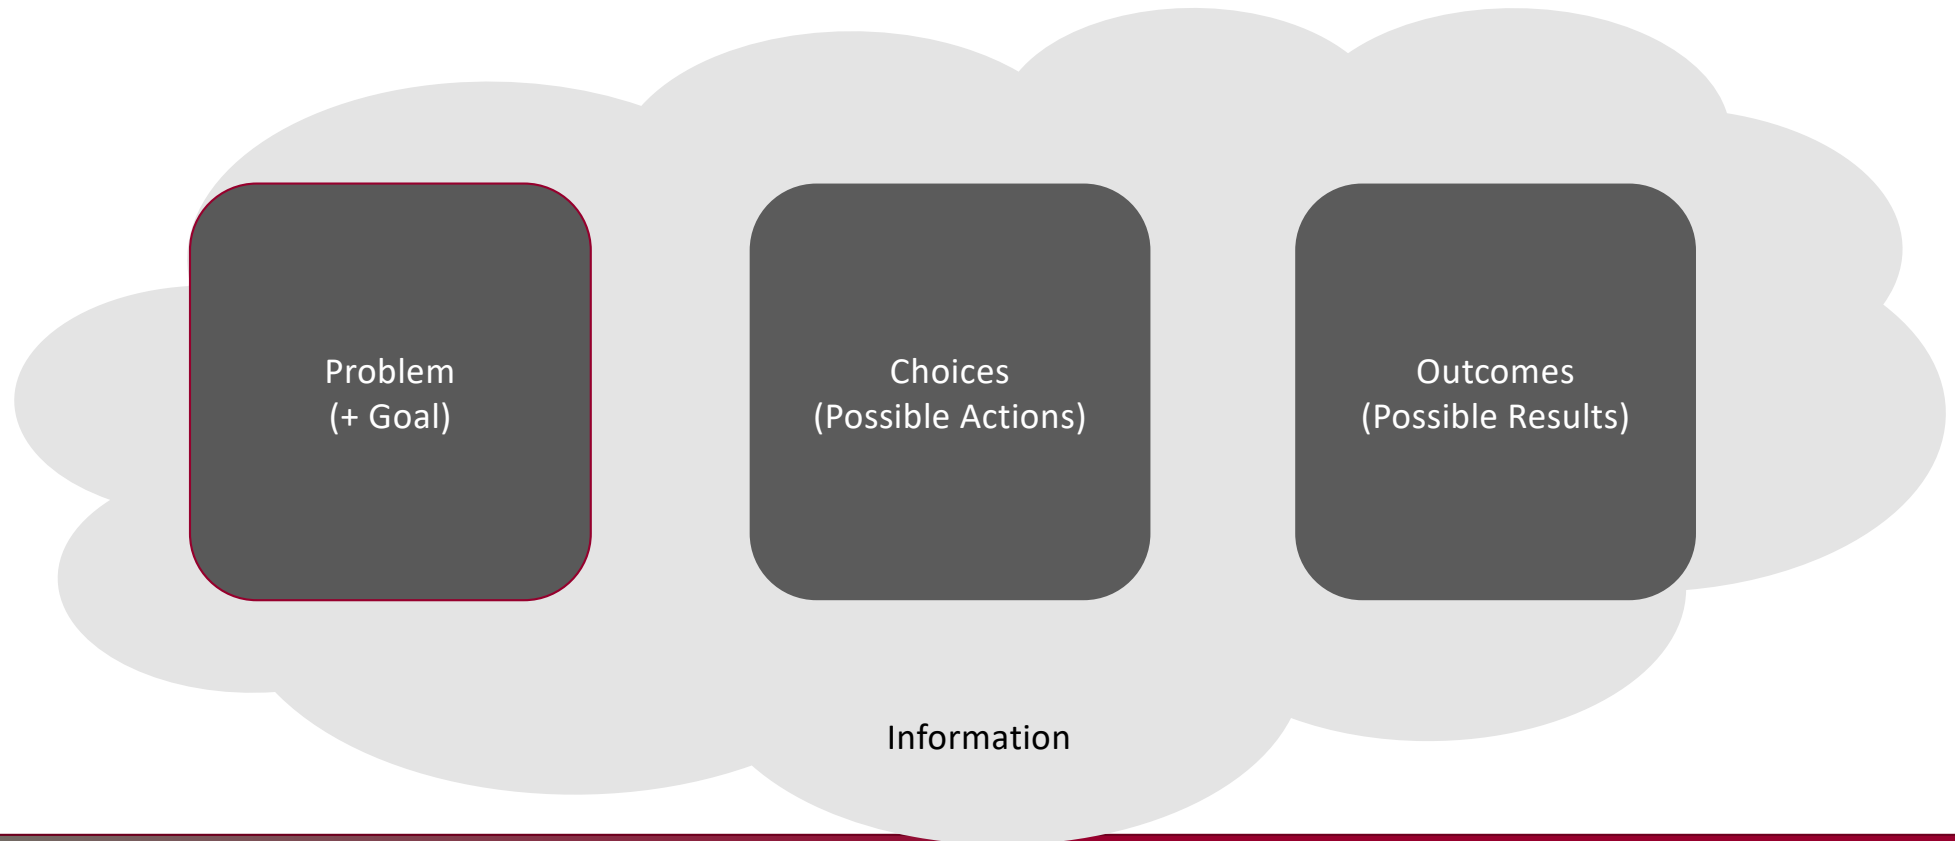 Problem
(+ Goal)
Choices
(Possible Actions)
Outcomes
(Possible Results)
Information